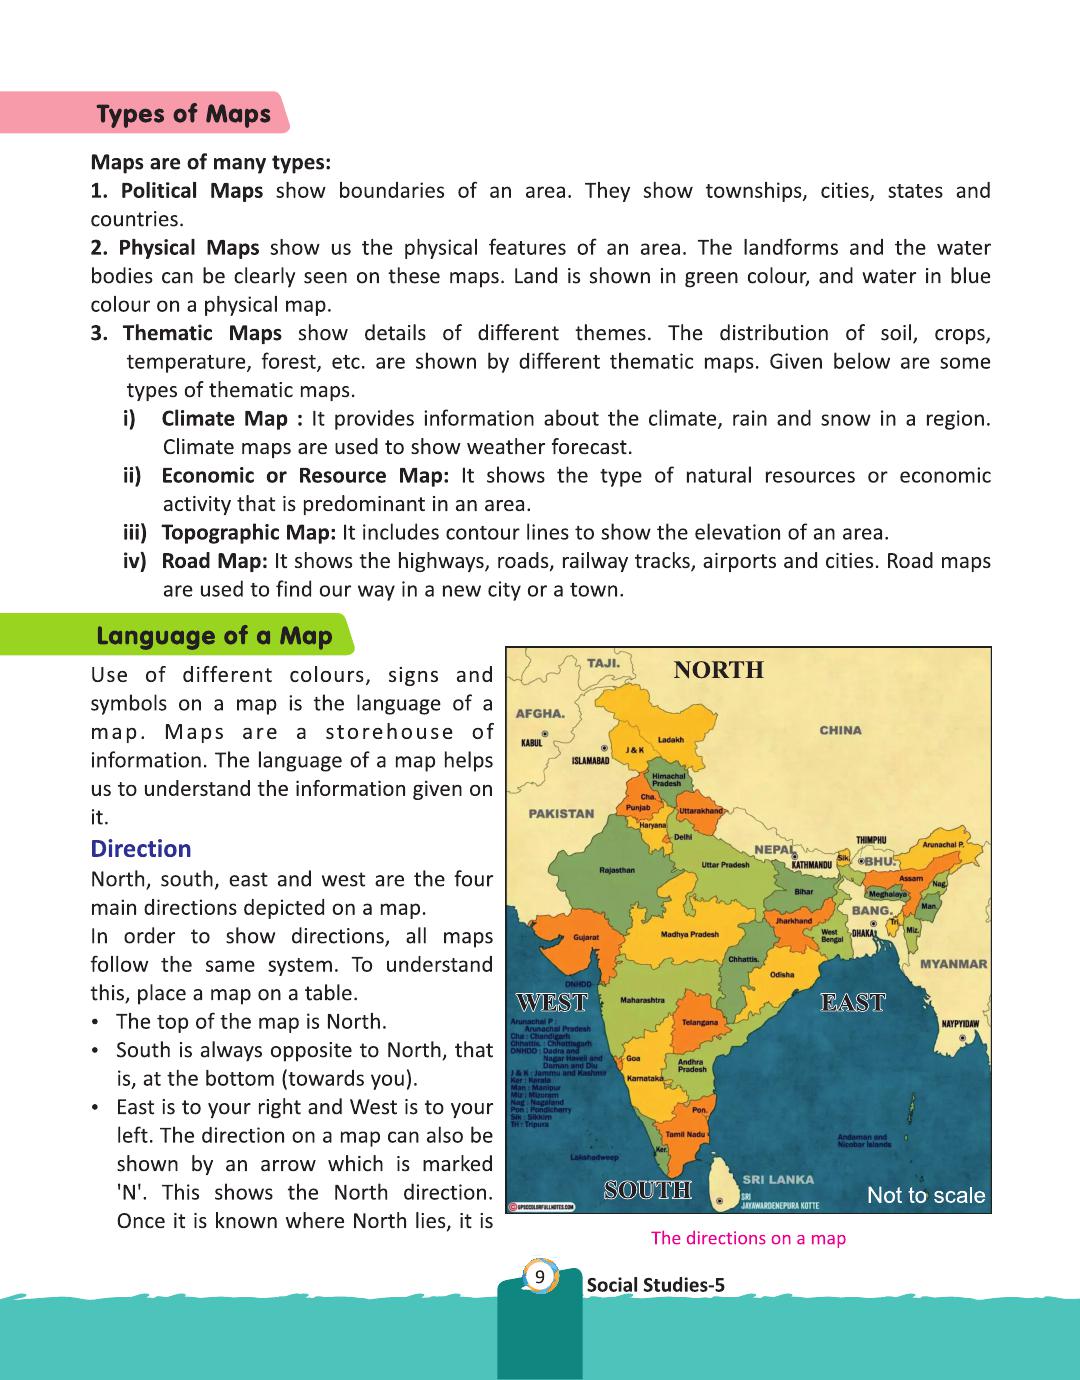 Types of Maps
Maps are of many types:
1. Political Maps show boundaries of an area. They show townships, cities, states and
countries.
2. Physical Maps show us the physical features of an area. The landforms and the water
bodies can be clearly seen on these maps. Land is shown in green colour, and water in blue
colour on a physical map.
3. Thematic Maps show details of different themes. The distribution of soil, crops,
temperature, forest, etc. are shown by different thematic maps. Given below are some
types of thematic maps.
i) Climate Map : It provides information about the climate, rain and snow in a region.
Climate maps are used to show weather forecast.
ii) Economic or Resource Map: It shows the type of natural resources or economic
activity that is predominant in an area.
iii) Topographic Map: It includes contour lines to show the elevation of an area.
iv) Road Map: It shows the highways, roads, railway tracks, airports and cities. Road maps
are used to find our way in a new city or a town.
Language of a Map
Use of different colours, signs and
symbols on a map is the language of a
map. Maps are a storehouse of
information. The language of a map helps
us to understand the information given on
it.
Direction
North, south, east and west are the four
main directions depicted on a map.
In order to show directions, all maps
follow the same system. To understand
this, place a map on a table.
• The top of the map is North.
• South is always opposite to North, that
is, at the bottom (towards you).
• East is to your right and West is to your
left. The direction on a map can also be
shown by an arrow which is marked
'N'. This shows the North direction.
Once it is known where North lies, it is
TAJI.
NORTH
AFGHA.
KABUL
CHINA
ISLAMABAD
J & K
Ladakh
Himachal
Pradesh
Cha.
Punjab
Uttarakhand
PAKISTAN
Haryana
Delhi
NEPAL
KATHMANDU
Sik.
THIMPHU
BHU.
Arunachal P.
Rajasthan
Uttar Pradesh
Bihar
Assam
Nag.
Meghalaya
Man.
BANG.
DHAKA
Tri.
Miz.
Gujarat
Madhya Pradesh
Jharkhand
West
Bengal
Chhattis.
Odisha
MYANMAR
DNHDD
WEST
Maharashtra
EAST
Telangana
NAYPYIDAW
Arunachal P :
Arunachal Pradesh
Cha : Chandigarh
Chhattis. : Chhattisgarh
DNHDD : Dadra and
Nagar Haveli and
Daman and Diu
J & K : Jammu and Kashmir
Ker : Kerala
Man : Manipur
Miz : Mizoram
Nag : Nagaland
Pon : Pondicherry
Sik : Sikkim
Tri : Tripura
Goa
Karnataka
Andhra
Pradesh
Pon.
Tamil Nadu
Ker.
Lakshadweep
Andaman and
Nicobar Islands
SOUTH
SRI LANKA
SRI
JAYAWARDENEPURA KOTTE
Not to scale
© UPSCCOLORFULLNOTES.COM
The directions on a map
9
Social Studies-5